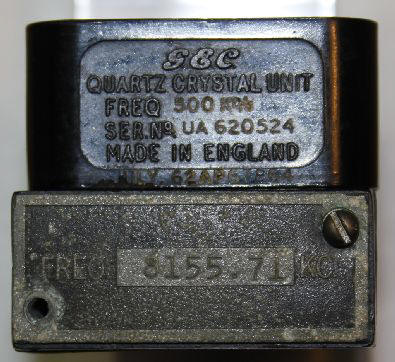 GEC
QUARTZ CRYSTAL UNIT
FREQ 500 Kc/s
SER.No. UA 620524
MADE IN ENGLAND
FREQ 8155.71 KC